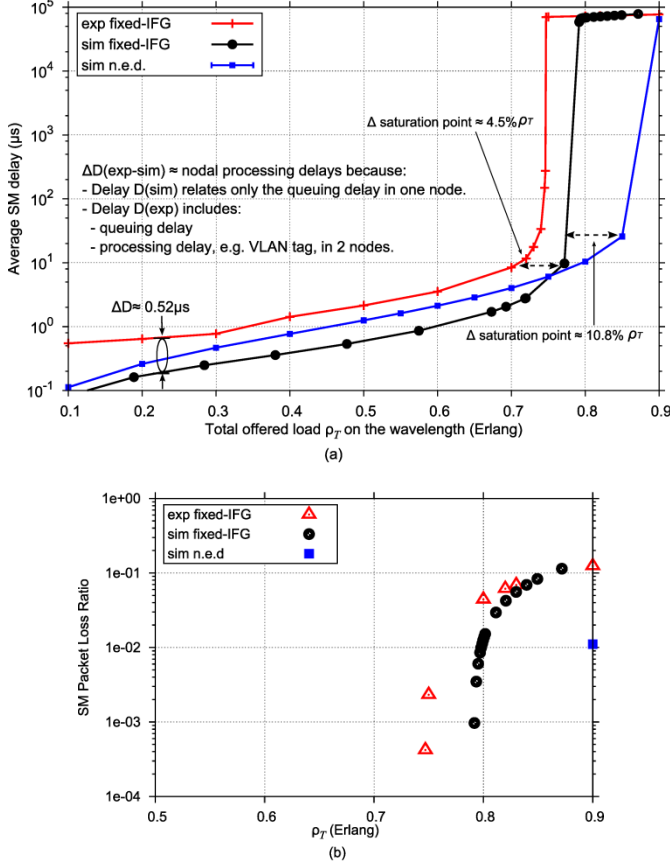 10^5
10^4
10^3
10^2
10^1
10^0
10^-1
Average SM delay (μs)
exp fixed-IFG
sim fixed-IFG
sim n.e.d.
Δ saturation point ≈ 4.5%ρ_T
ΔD(exp-sim) ≈ nodal processing delays because:
- Delay D(sim) relates only the queuing delay in one node.
- Delay D(exp) includes:
- queuing delay
- processing delay, e.g. VLAN tag, in 2 nodes.
ΔD≈ 0.52μs
Δ saturation point ≈ 10.8% ρ_T
0.1 0.2 0.3 0.4 0.5 0.6 0.7 0.8 0.9
Total offered load ρ_T on the wavelength (Erlang)
(a)
1e+00
1e-01
1e-02
1e-03
1e-04
SM Packet Loss Ratio
exp fixed-IFG
sim fixed-IFG
sim n.e.d
0.5 0.6 0.7 0.8 0.9
ρ_T (Erlang)
(b)